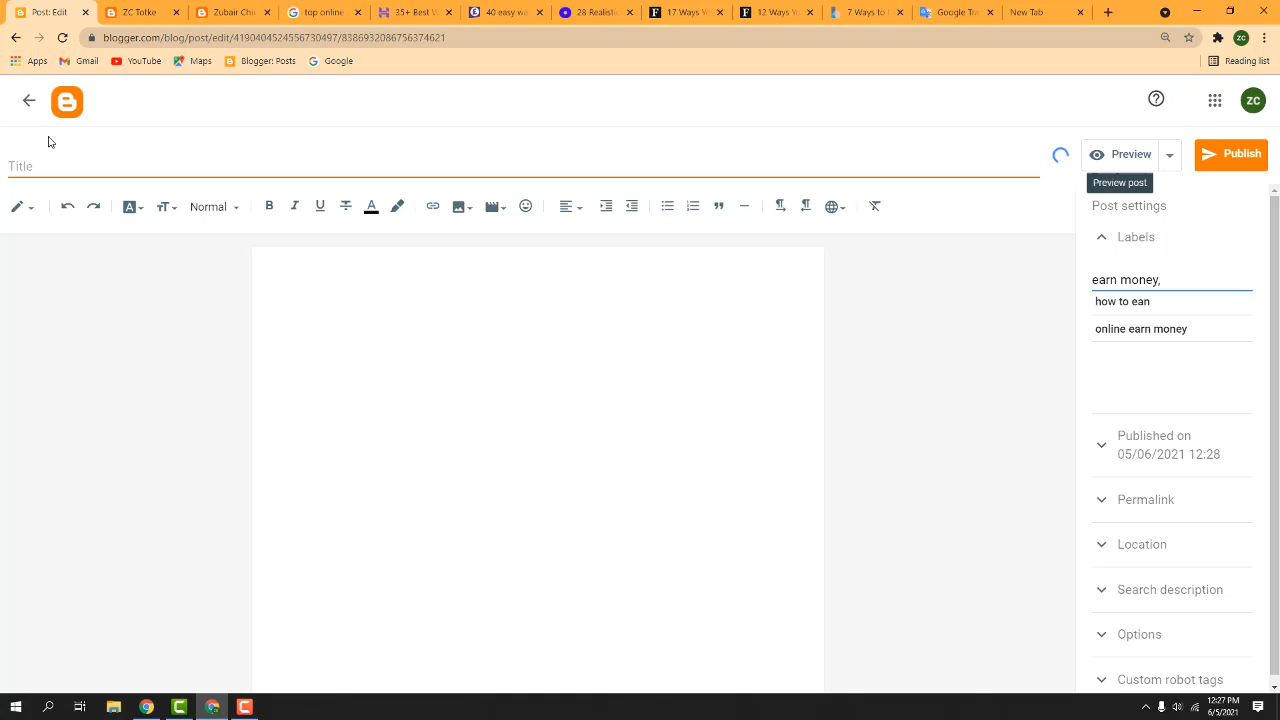 Post: Edit
ZC Totke
Zubair Chi
top online
35+ Best V
40 easy wa
28 Realisti
17 Ways Y
12 Ways Y
7 Ways to
Google Tra
New Tab
blogger.com/blog/post/edit/4190404524556730497/8386932086756374621
Apps
Gmail
YouTube
Maps
Blogger: Posts
Google
Reading list
ZC
Title
Preview
Publish
Preview post
Normal
Post settings
Labels
earn money,
how to ean
online earn money
Published on
05/06/2021 12:28
Permalink
Location
Search description
Options
Custom robot tags
12:27 PM
6/5/2021